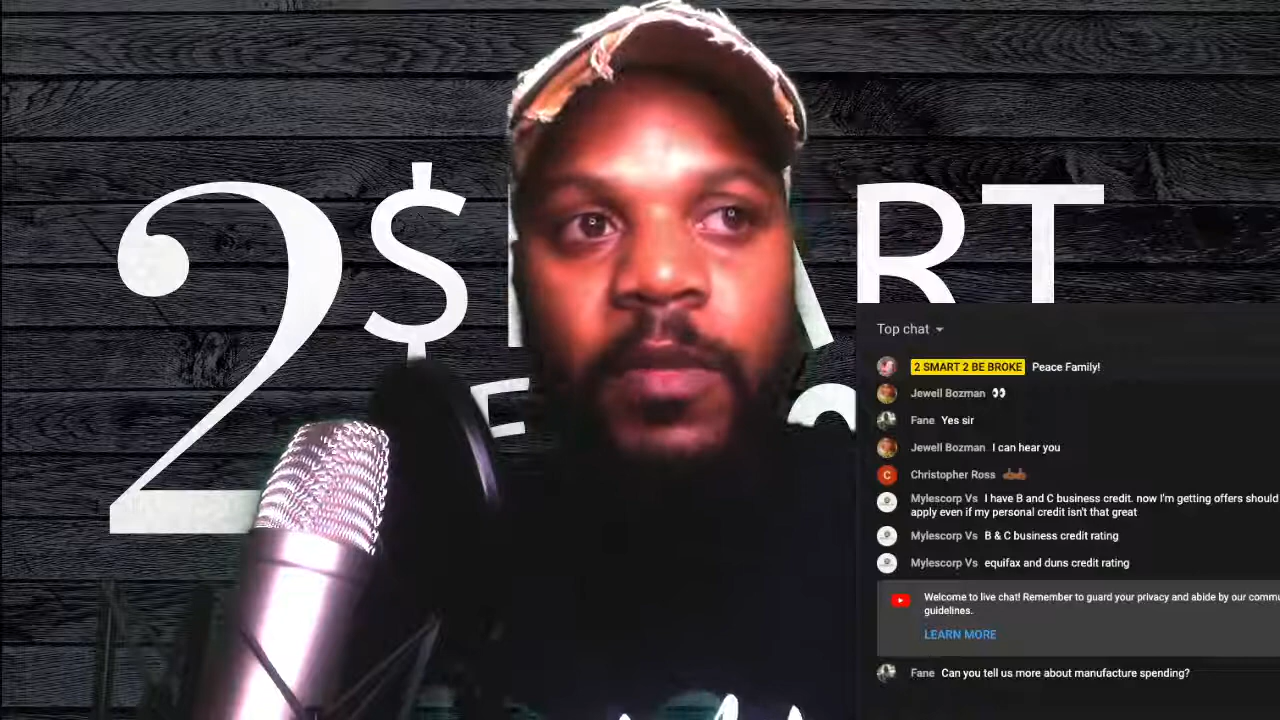 2$ ART
Top chat
2 SMART 2 BE BROKE Peace Family!
Jewell Bozman 👀
Fane Yes sir
Jewell Bozman I can hear you
C Christopher Ross
Mylescorp Vs I have B and C business credit. now I'm getting offers should
apply even if my personal credit isn't that great
Mylescorp Vs B & C business credit rating
Mylescorp Vs equifax and duns credit rating
Welcome to live chat! Remember to guard your privacy and abide by our commu
guidelines.
LEARN MORE
Fane Can you tell us more about manufacture spending?